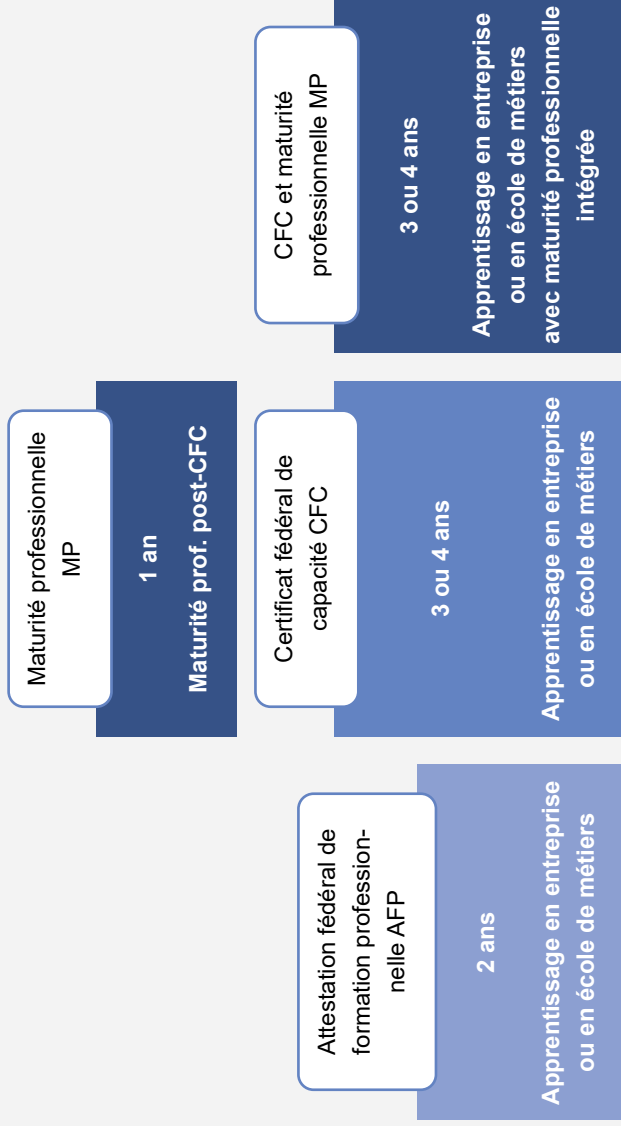 Attestation fédéral de
formation profession-
nelle AFP
2 ans
Apprentissage en entreprise
ou en école de métiers
Maturité professionnelle
MP
1 an
Maturité prof. post-CFC
Certificat fédéral de
capacité CFC
3 ou 4 ans
Apprentissage en entreprise
ou en école de métiers
CFC et maturité
professionnelle MP
3 ou 4 ans
Apprentissage en entreprise
ou en école de métiers
avec maturité professionnelle
intégrée